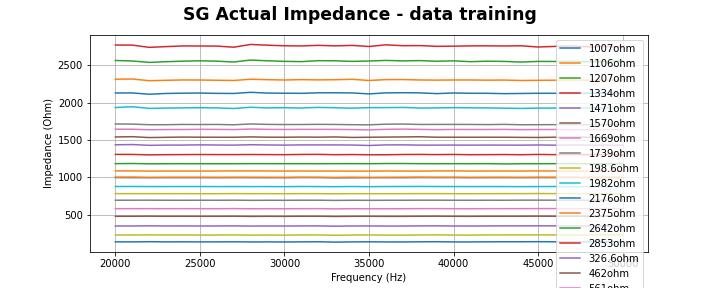 SG Actual Impedance - data training
Impedance (Ohm)
2500
2000
1500
1000
500
20000
25000
30000
35000
40000
45000
Frequency (Hz)
1007ohm
1106ohm
1207ohm
1334ohm
1471ohm
1570ohm
1669ohm
1739ohm
198.6ohm
1982ohm
2176ohm
2375ohm
2642ohm
2853ohm
326.6ohm
462ohm
561ohm